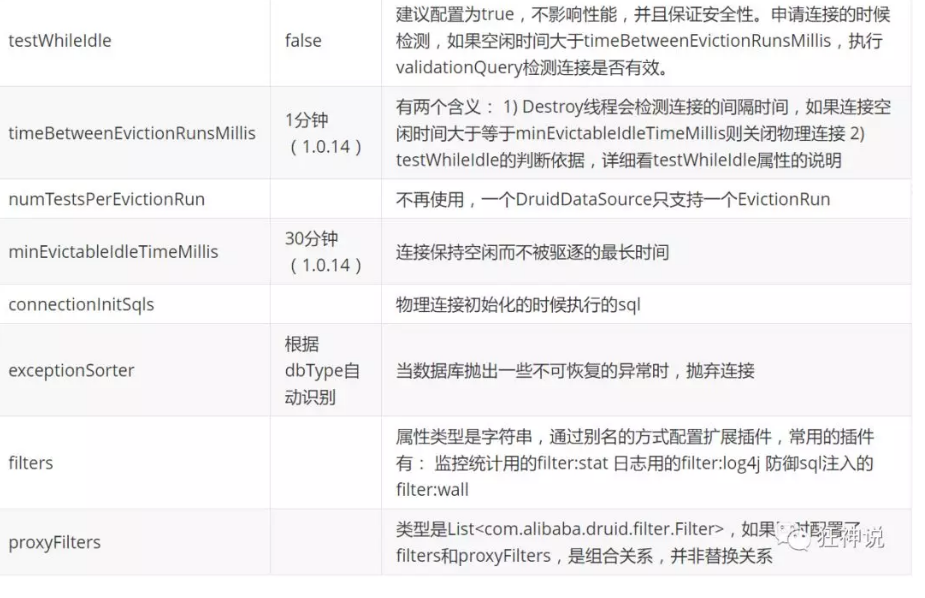 建议配置为true，不影响性能，并且保证安全性。申请连接的时候
testWhileIdle
false
检测，如果空闲时间大于timeBetweenEvictionRunsMillis，执行
validationQuery检测连接是否有效。
timeBetweenEvictionRunsMillis
1分钟
（1.0.14）
有两个含义： 1) Destroy线程会检测连接的间隔时间，如果连接空
闲时间大于等于minEvictableIdleTimeMillis则关闭物理连接 2)
testWhileIdle的判断依据，详细看testWhileIdle属性的说明
numTestsPerEvictionRun
不再使用，一个DruidDataSource只支持一个EvictionRun
minEvictableIdleTimeMillis
30分钟
（1.0.14）
连接保持空闲而不被驱逐的最长时间
connectionInitSqls
物理连接初始化的时候执行的sql
exceptionSorter
根据
dbType自
动识别
当数据库抛出一些不可恢复的异常时，抛弃连接
filters
属性类型是字符串，通过别名的方式配置扩展插件，常用的插件
有： 监控统计用的filter:stat 日志用的filter:log4j 防御sql注入的
filter:wall
proxyFilters
类型是List<com.alibaba.druid.filter.Filter>，如果 时配置了
filters和proxyFilters，是组合关系，并非替换关系
狂神说